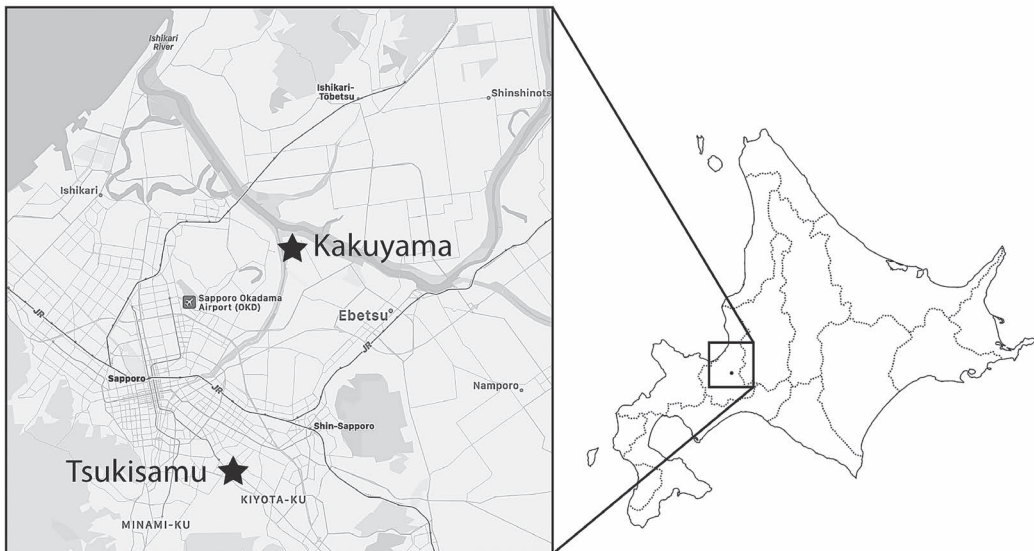 Ishikari
River
Ishikari-
Tōbetsu
Shinshinots
Ishikari
Kakuyama
Sapporo Okadama
Airport (OKD)
Ebetsu
JR
JR
Sapporo
JR
Namporo
Shin-Sapporo
Tsukisamu
KIYOTA-KU
MINAMI-KU